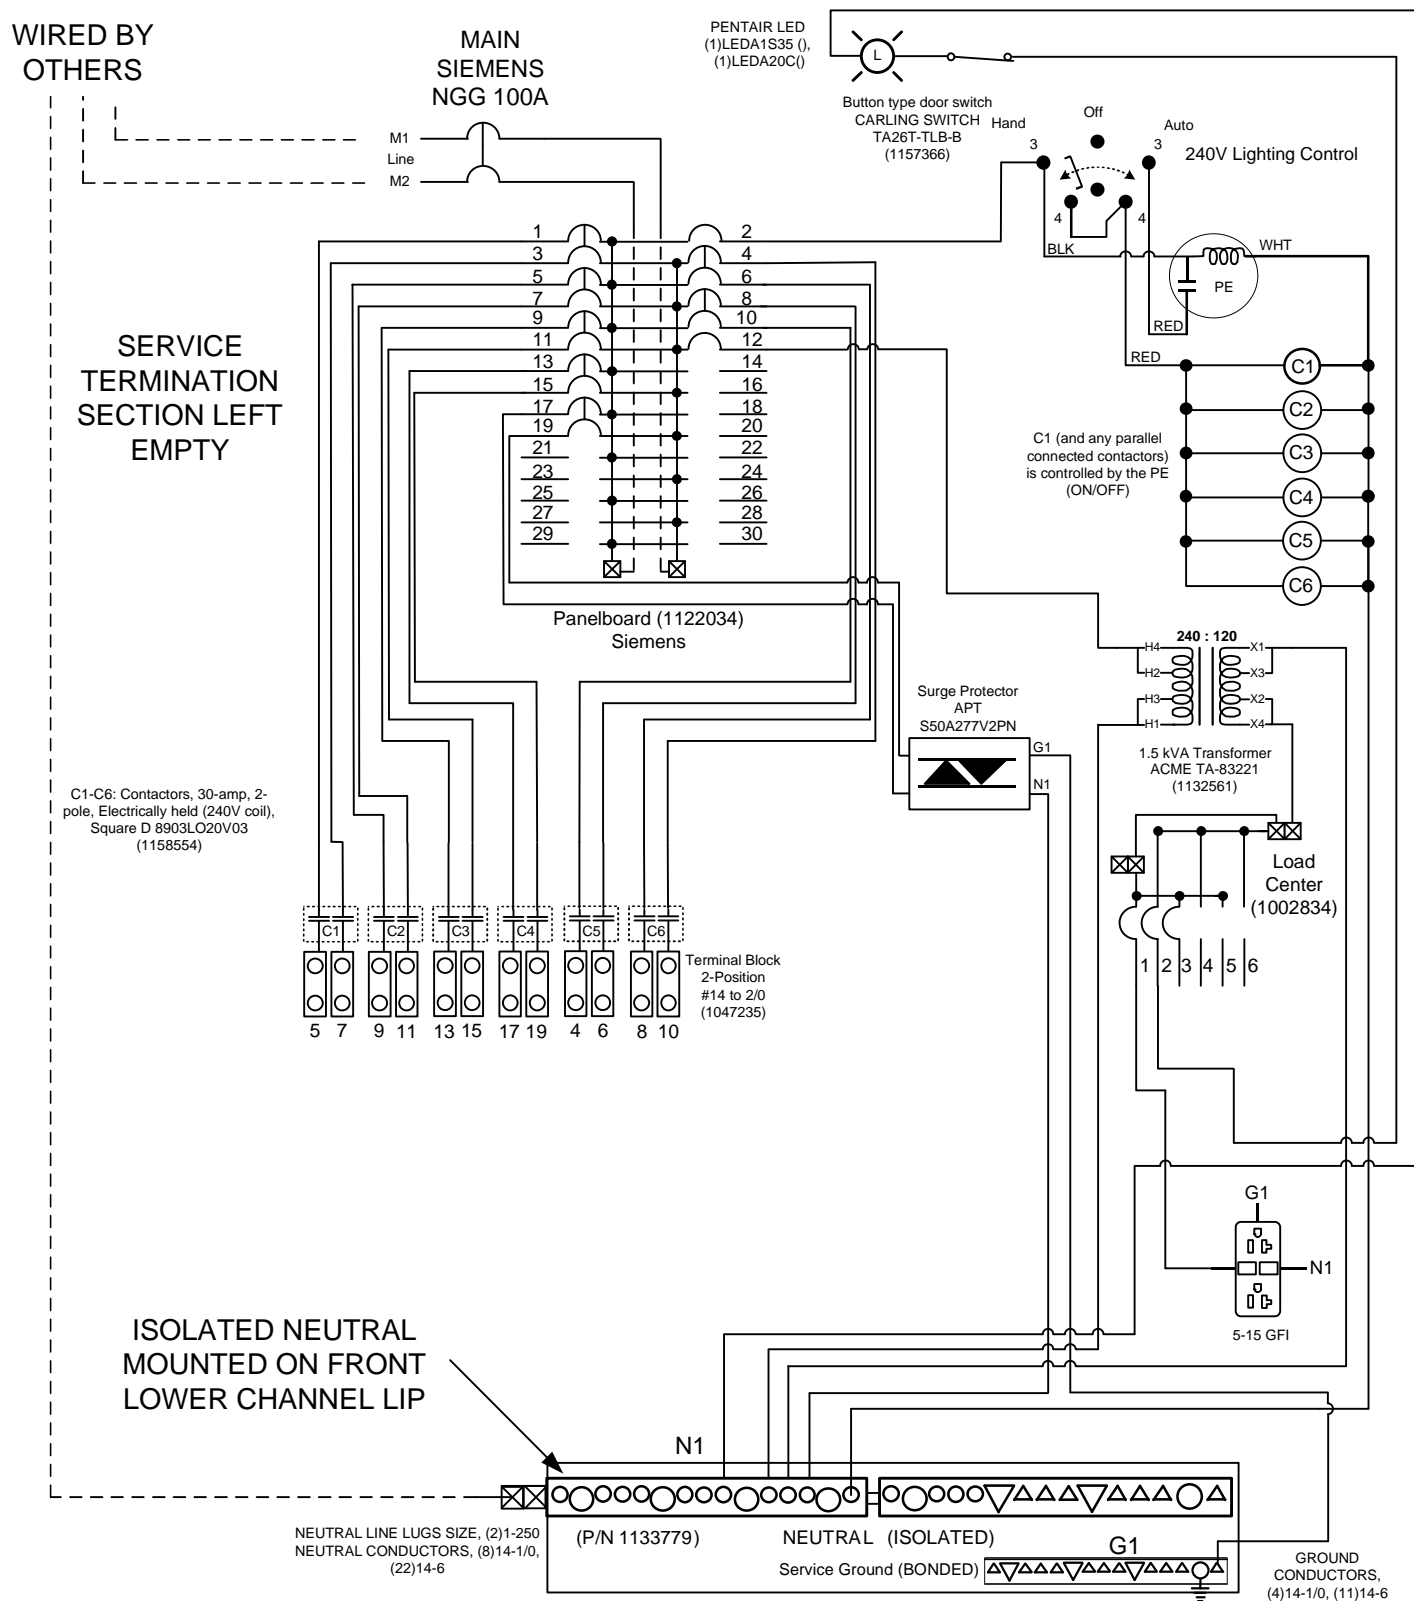 WIRED BY
OTHERS
MAIN
SIEMENS
NGG 100A
M1
Line
M2
PENTAIR LED
(1)LEDA1S35 (),
(1)LEDA20C()
L
Button type door switch
CARLING SWITCH
TA26T-TLB-B
(1157366)
Hand
Off
Auto
3
3
4
4
240V Lighting Control
BLK
WHT
PE
RED
RED
1
2
3
4
5
6
7
8
9
10
11
12
13
14
15
16
17
18
19
20
21
22
23
24
25
26
27
28
29
30
SERVICE
TERMINATION
SECTION LEFT
EMPTY
C1
C2
C3
C4
C5
C6
C1 (and any parallel
connected contactors)
is controlled by the PE
(ON/OFF)
Panelboard (1122034)
Siemens
240 : 120
H4
H2
H3
H1
X1
X3
X2
X4
1.5 kVA Transformer
ACME TA-83221
(1132561)
Surge Protector
APT
S50A277V2PN
G1
N1
C1-C6: Contactors, 30-amp, 2-
pole, Electrically held (240V coil),
Square D 8903LO20V03
(1158554)
Load
Center
(1002834)
1 2 3 4 5 6
C1 C2 C3 C4 C5 C6
Terminal Block
2-Position
#14 to 2/0
(1047235)
5 7 9 11 13 15 17 19 4 6 8 10
G1
N1
5-15 GFI
ISOLATED NEUTRAL
MOUNTED ON FRONT
LOWER CHANNEL LIP
N1
NEUTRAL LINE LUGS SIZE, (2)1-250
NEUTRAL CONDUCTORS, (8)14-1/0,
(22)14-6
(P/N 1133779)
NEUTRAL (ISOLATED)
Service Ground (BONDED)
G1
GROUND
CONDUCTORS,
(4)14-1/0, (11)14-6